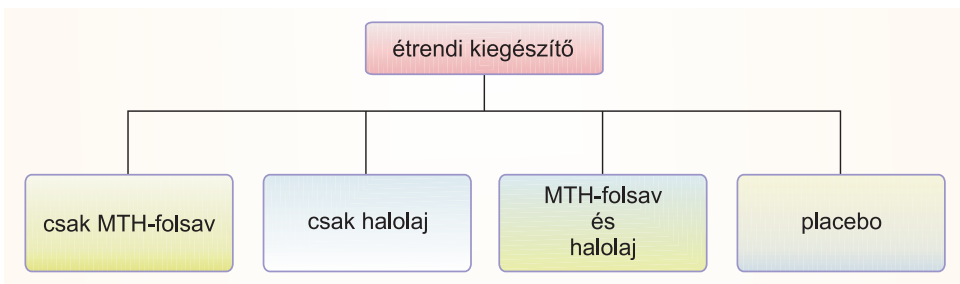 étrendi kiegészítő
csak MTH-folsav
csak halolaj
MTH-folsav
és
halolaj
placebo